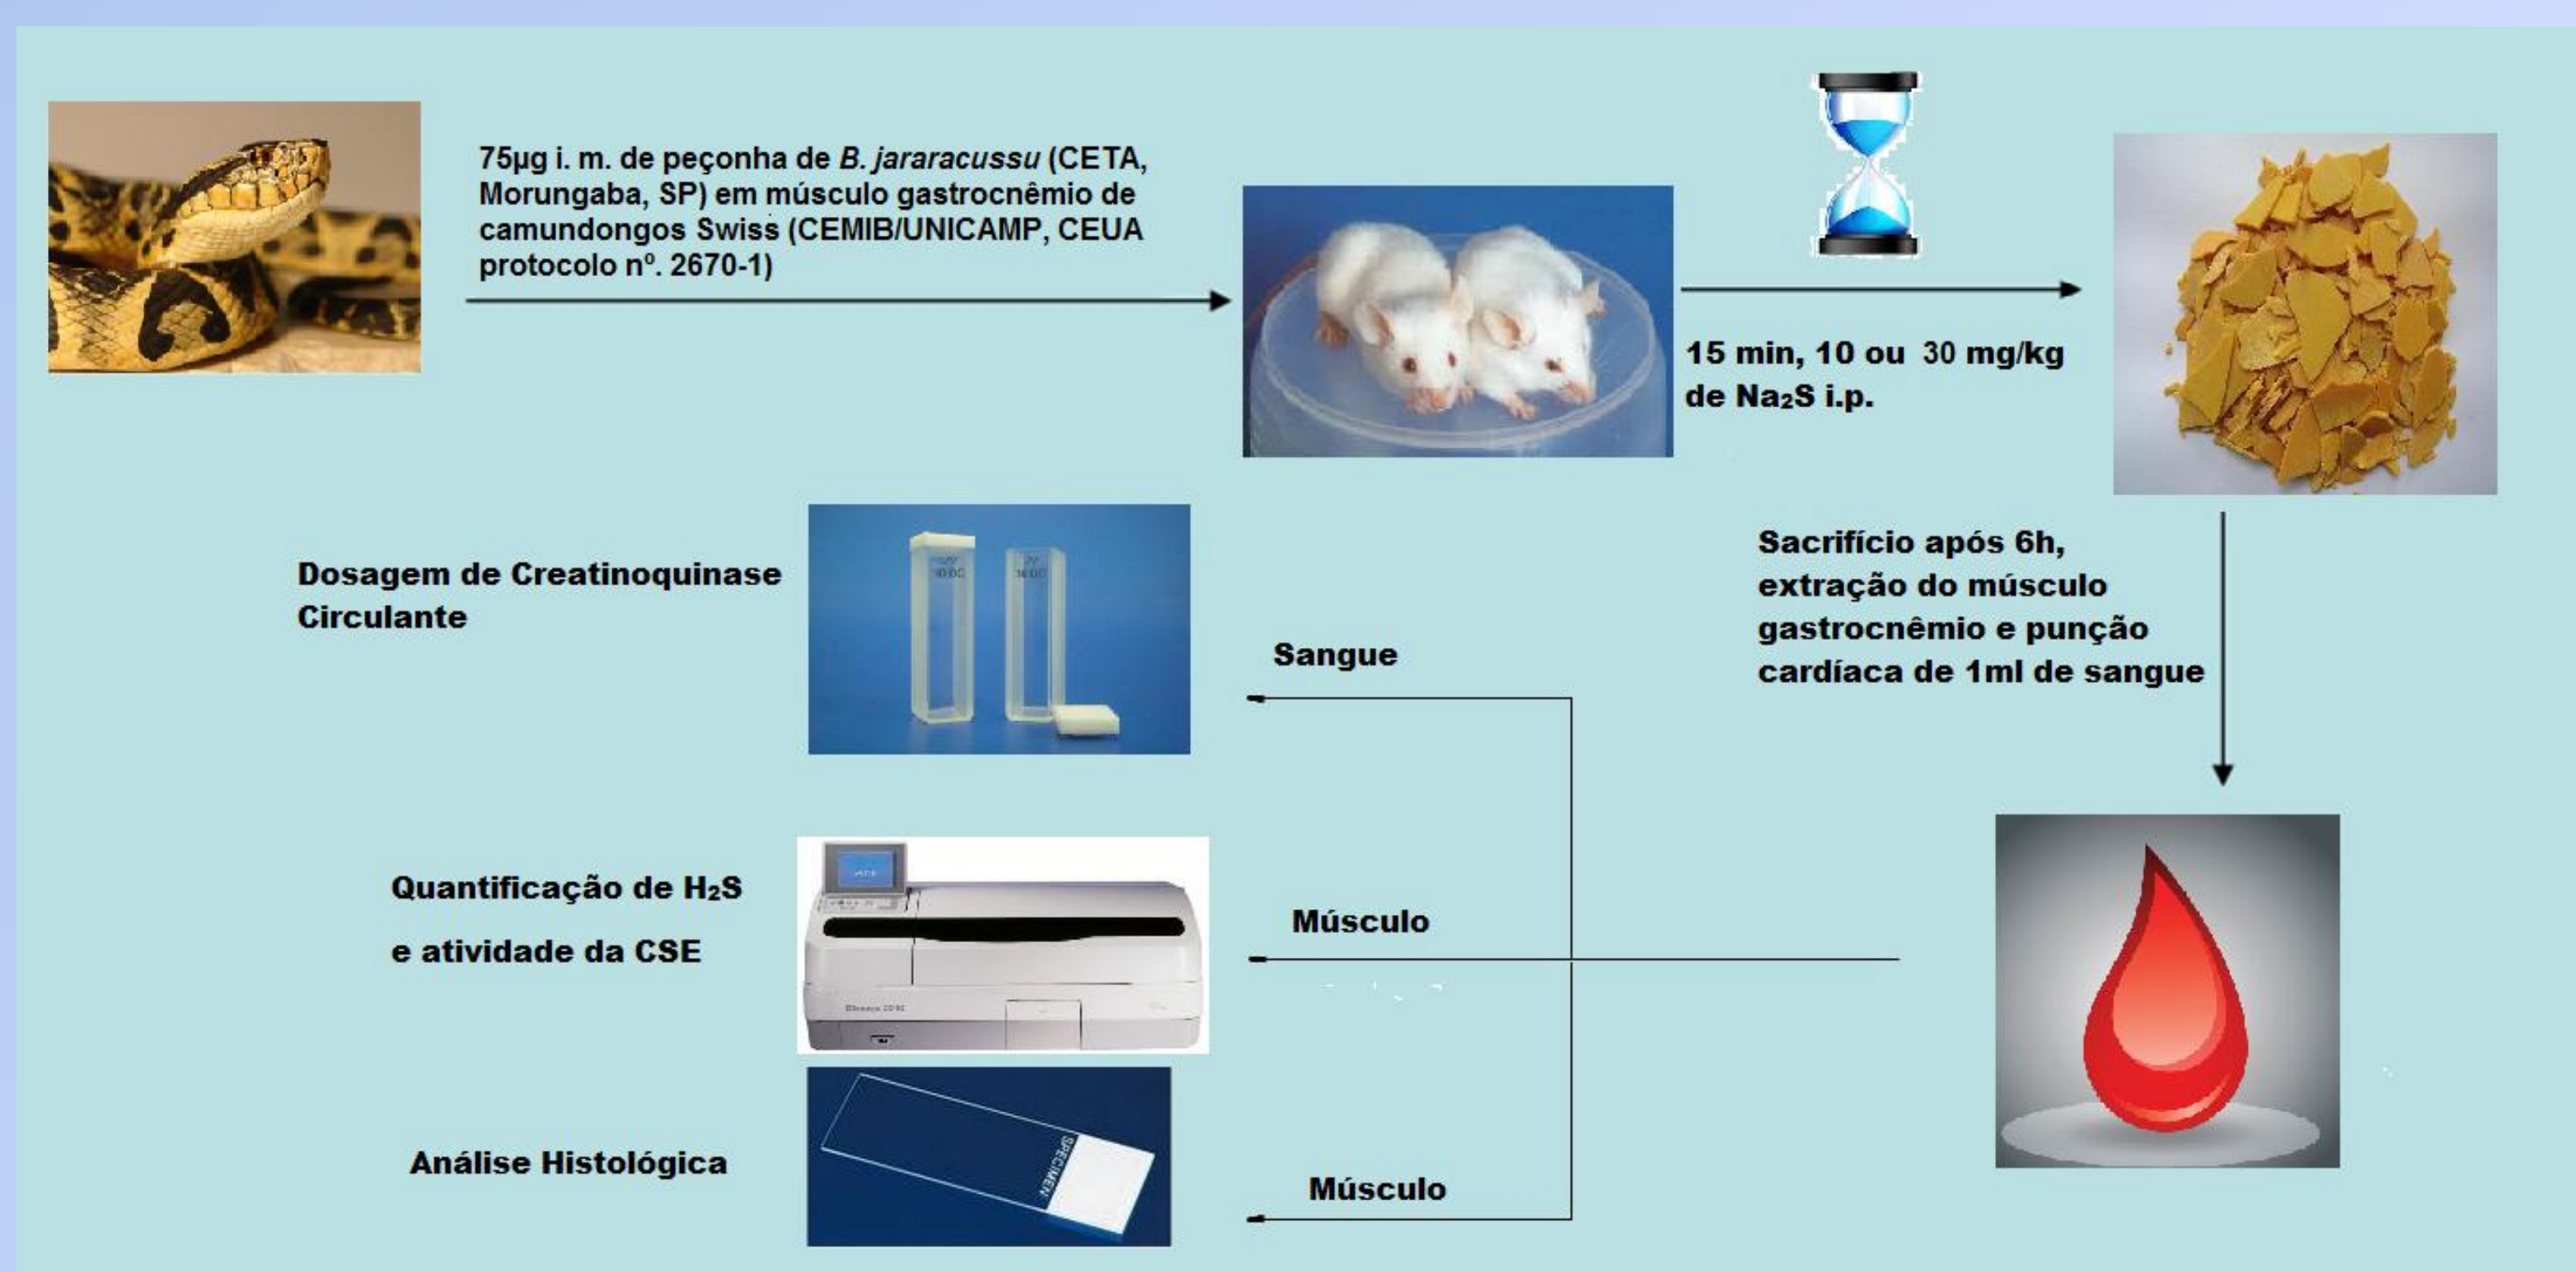 75µg i. m. de peçonha de B. jararacussu (CETA,
Morungaba, SP) em músculo gastrocnêmio de
camundongos Swiss (CEMIB/UNICAMP, CEUA
protocolo nº. 2670-1)
15 min, 10 ou 30 mg/kg
de Na₂S i.p.
Sacrifício após 6h,
extração do músculo
gastrocnêmio e punção
cardíaca de 1ml de sangue
Sangue
Dosagem de Creatinoquinase
Circulante
Músculo
Quantificação de H₂S
e atividade da CSE
Músculo
Análise Histológica
SPECIMEN